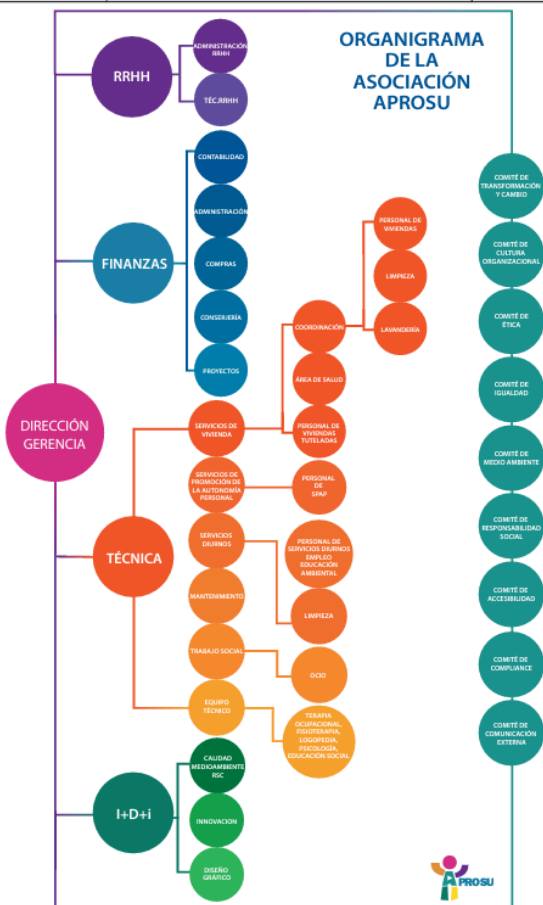 ORGANIGRAMA
DE LA
ASOCIACIÓN
APROSU
DIRECCIÓN
GERENCIA
RRHH
ADMINISTRACIÓN
RRHH
TÉC.RRHH
FINANZAS
CONTABILIDAD
ADMINISTRACIÓN
COMPRAS
CONSERJERÍA
PROYECTOS
TÉCNICA
SERVICIOS DE
VIVIENDA
COORDINACIÓN
PERSONAL DE
VIVIENDAS
LIMPIEZA
LAVANDERÍA
ÁREA DE SALUD
PERSONAL DE
VIVIENDAS
TUTELADAS
SERVICIOS DE
PROMOCIÓN DE
LA AUTONOMÍA
PERSONAL
PERSONAL
DE
SPAP
SERVICIOS
DIURNOS
PERSONAL DE
SERVICIOS DIURNOS
EMPLEO
EDUCACIÓN
AMBIENTAL
LIMPIEZA
MANTENIMIENTO
TRABAJO SOCIAL
OCIO
EQUIPO
TÉCNICO
TERAPIA
OCUPACIONAL,
FISIOTERAPIA,
LOGOPEDIA,
PSICOLOGÍA,
EDUCACIÓN SOCIAL
I+D+i
CALIDAD
MEDIOAMBIENTE
RSC
INNOVACION
DISEÑO
GRÁFICO
COMITÉ DE
TRANSFORMACIÓN
Y CAMBIO
COMITÉ DE
CULTURA
ORGANIZACIONAL
COMITÉ DE
ÉTICA
COMITÉ DE
IGUALDAD
COMITÉ DE
MEDIO AMBIENTE
COMITÉ DE
RESPONSABILIDAD
SOCIAL
COMITÉ DE
ACCESIBILIDAD
COMITÉ DE
COMPLIANCE
COMITÉ DE
COMUNICACIÓN
EXTERNA
APROSU